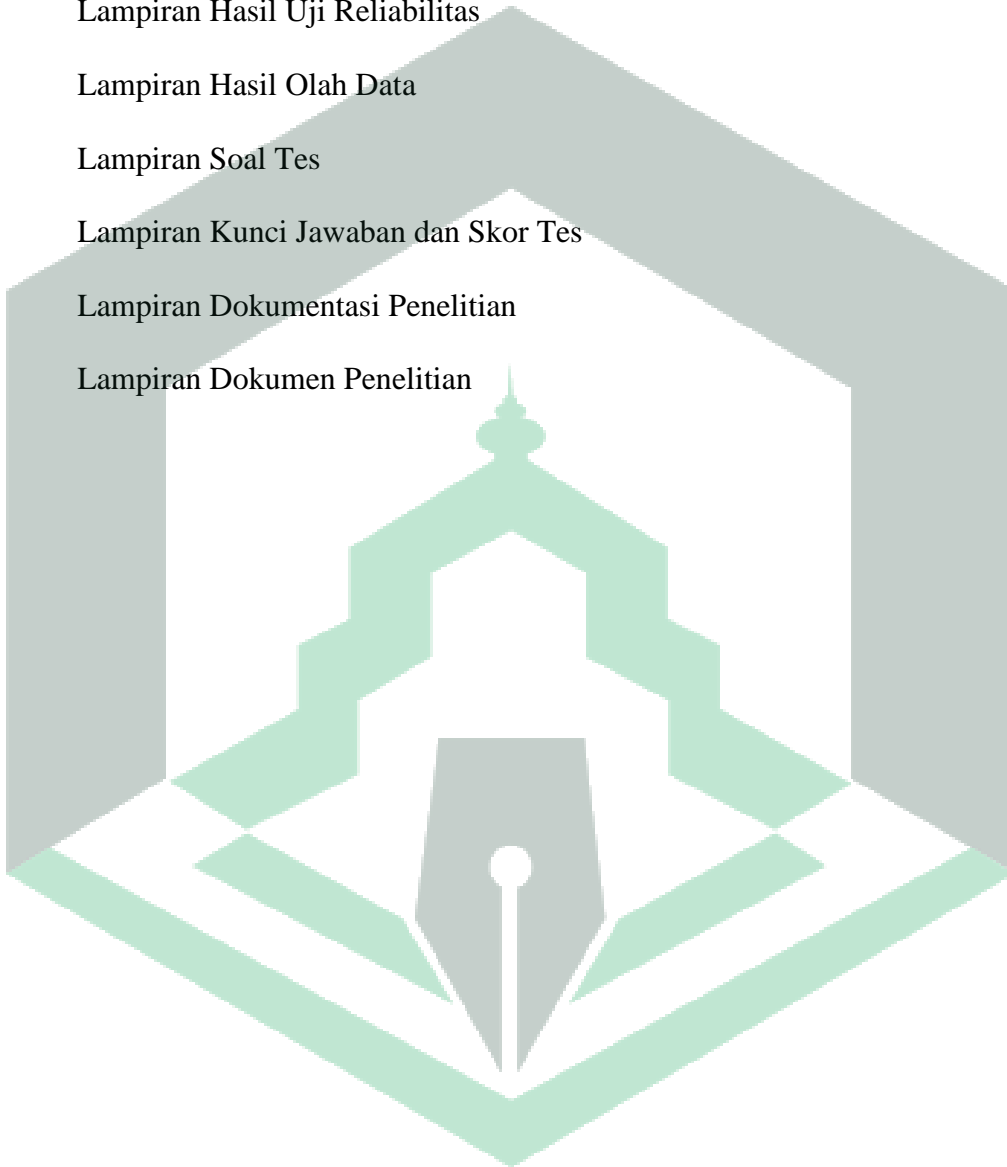 Lampiran Hasil Uji Reliabilitas
Lampiran Hasil Olah Data
Lampiran Soal Tes
Lampiran Kunci Jawaban dan Skor Tes
Lampiran Dokumentasi Penelitian
Lampiran Dokumen Penelitian